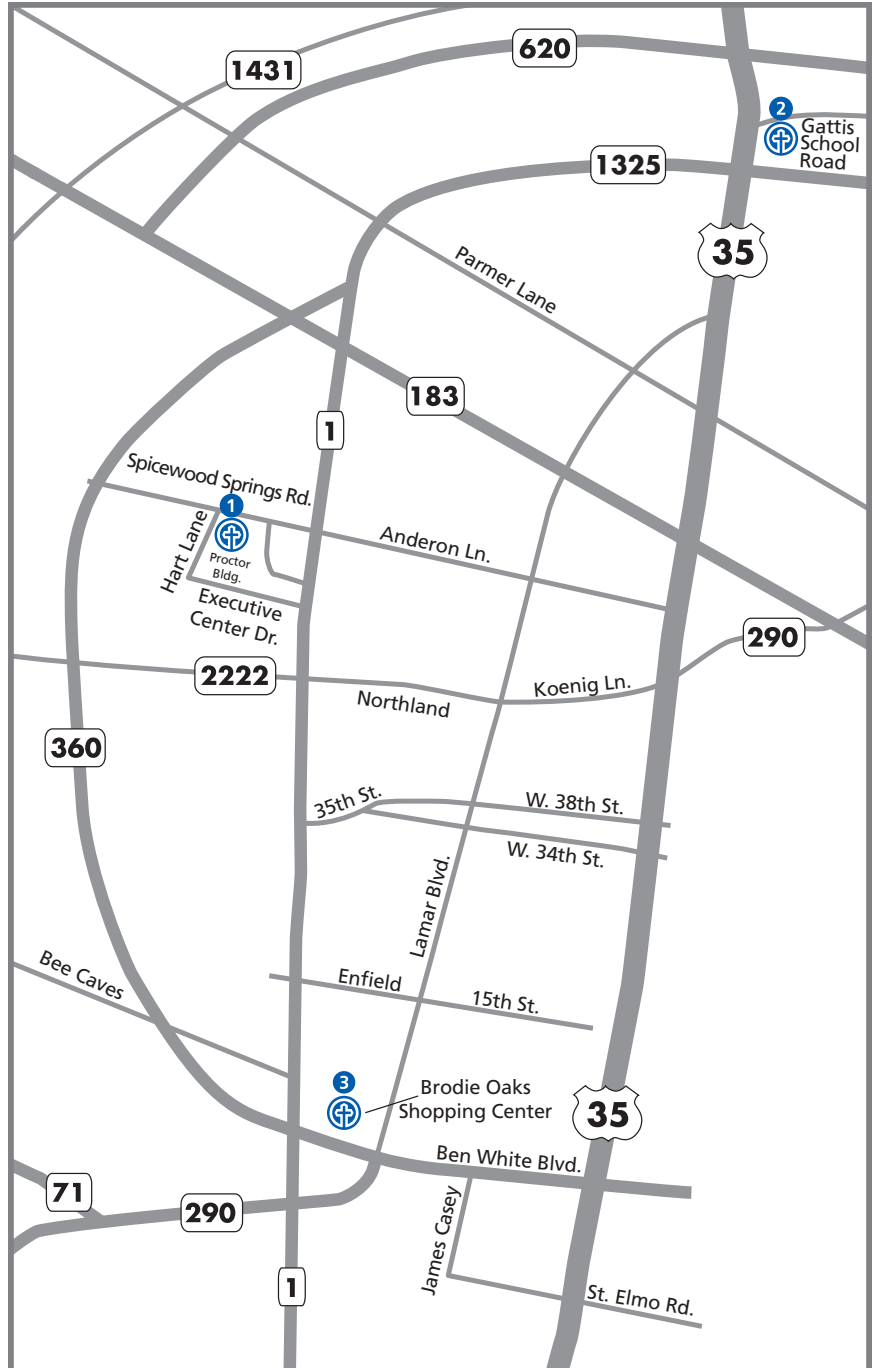 620
1431
2
Gattis
School
Road
1325
35
Parmer Lane
183
1
Spicewood Springs Rd.
1
Hart Lane
Proctor
Bldg.
Anderon Ln.
Executive
Center Dr.
290
2222
Koenig Ln.
Northland
360
35th St.
W. 38th St.
W. 34th St.
Lamar Blvd.
Bee Caves
Enfield
15th St.
3
Brodie Oaks
Shopping Center
35
Ben White Blvd.
71
290
James Casey
1
St. Elmo Rd.